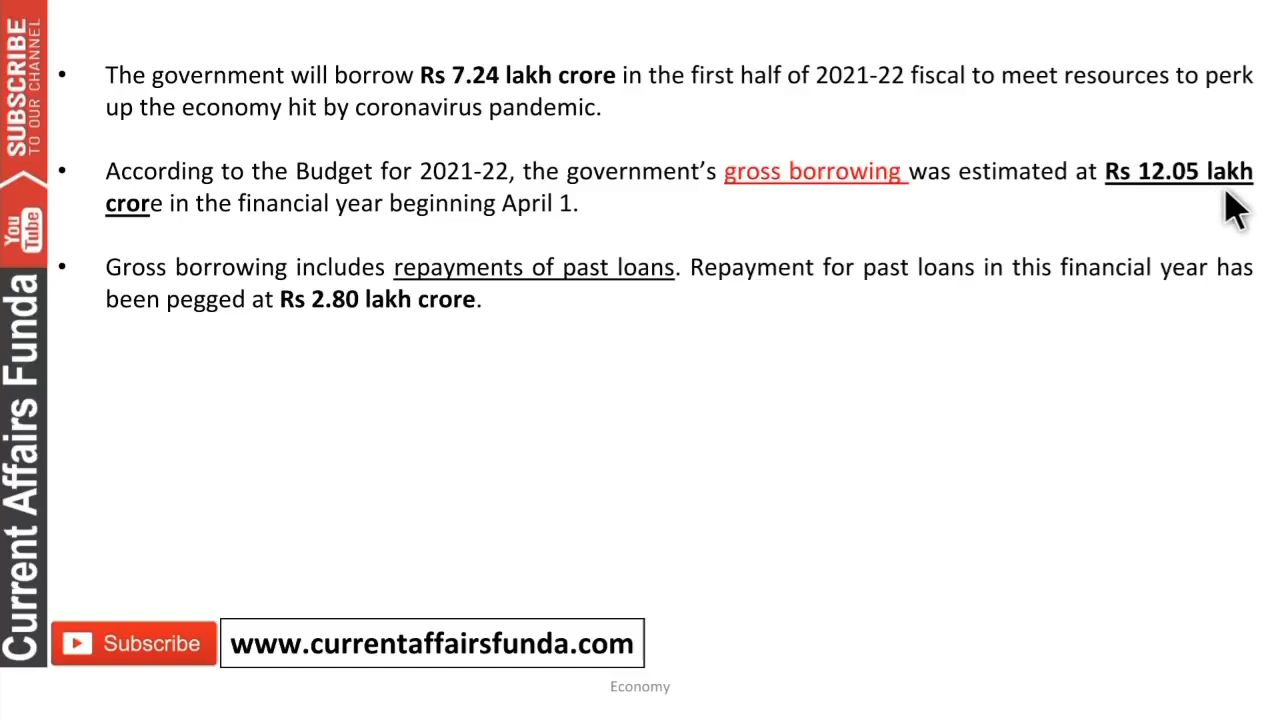 SUBSCRIBE
TO OUR CHANNEL
You
Tube
Current Affairs Funda
• The government will borrow Rs 7.24 lakh crore in the first half of 2021-22 fiscal to meet resources to perk
up the economy hit by coronavirus pandemic.
• According to the Budget for 2021-22, the government’s gross borrowing was estimated at Rs 12.05 lakh
crore in the financial year beginning April 1.
• Gross borrowing includes repayments of past loans. Repayment for past loans in this financial year has
been pegged at Rs 2.80 lakh crore.
Subscribe
www.currentaffairsfunda.com
Economy